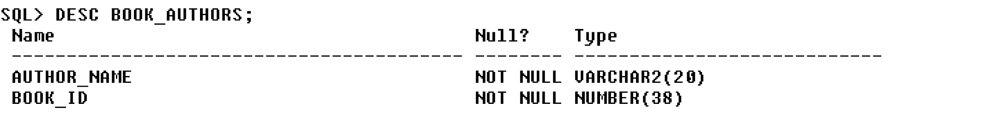 SQL> DESC BOOK_AUTHORS;
 Name                                      Null?    Type
 ----------------------------------------- -------- ----------------------------
 AUTHOR_NAME                               NOT NULL VARCHAR2(20)
 BOOK_ID                                   NOT NULL NUMBER(38)